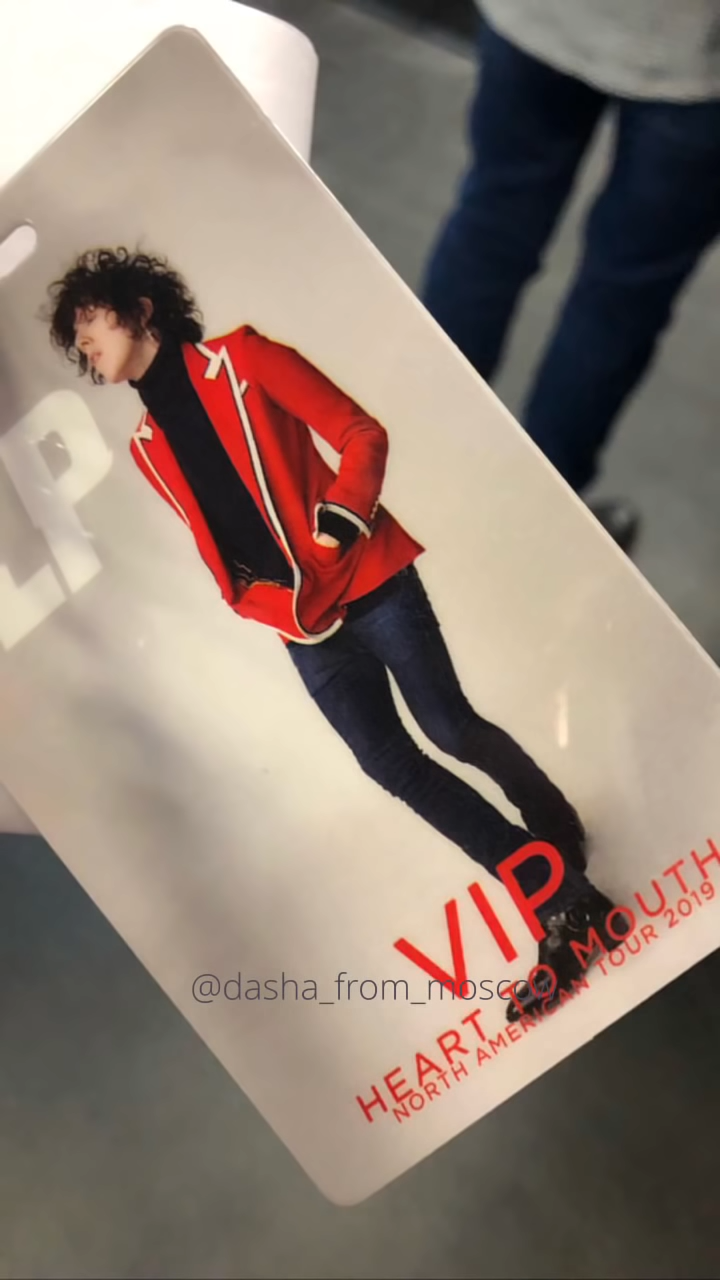 LP
VIP
HEART TO MOUTH
NORTH AMERICAN TOUR 2019
@dasha_from_moscow